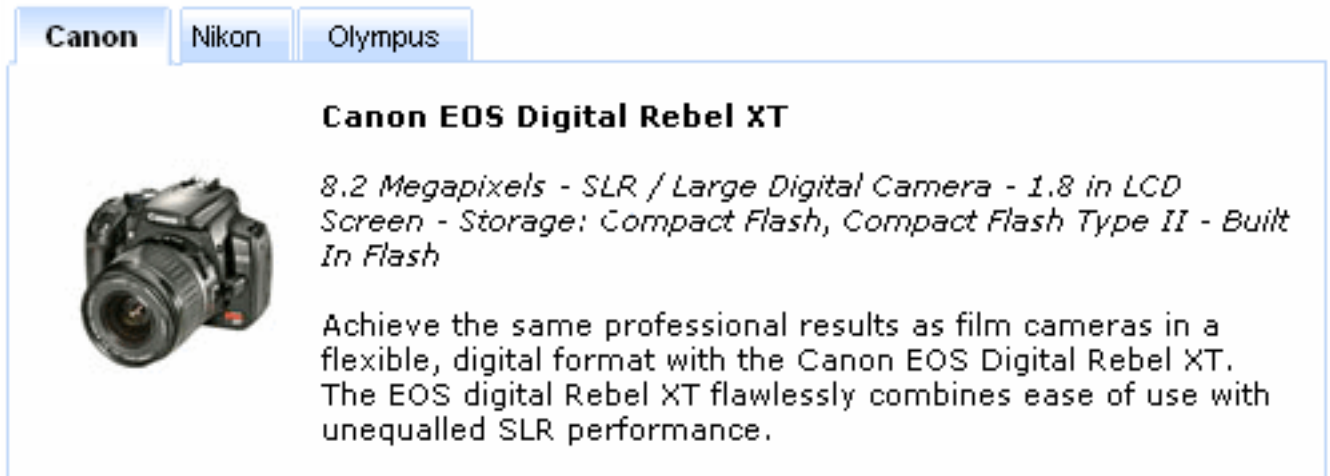 Canon Nikon Olympus
Canon EOS Digital Rebel XT
8.2 Megapixels - SLR / Large Digital Camera - 1.8 in LCD
Screen - Storage: Compact Flash, Compact Flash Type II - Built
In Flash
Achieve the same professional results as film cameras in a
flexible, digital format with the Canon EOS Digital Rebel XT.
The EOS digital Rebel XT flawlessly combines ease of use with
unequalled SLR performance.
Canon